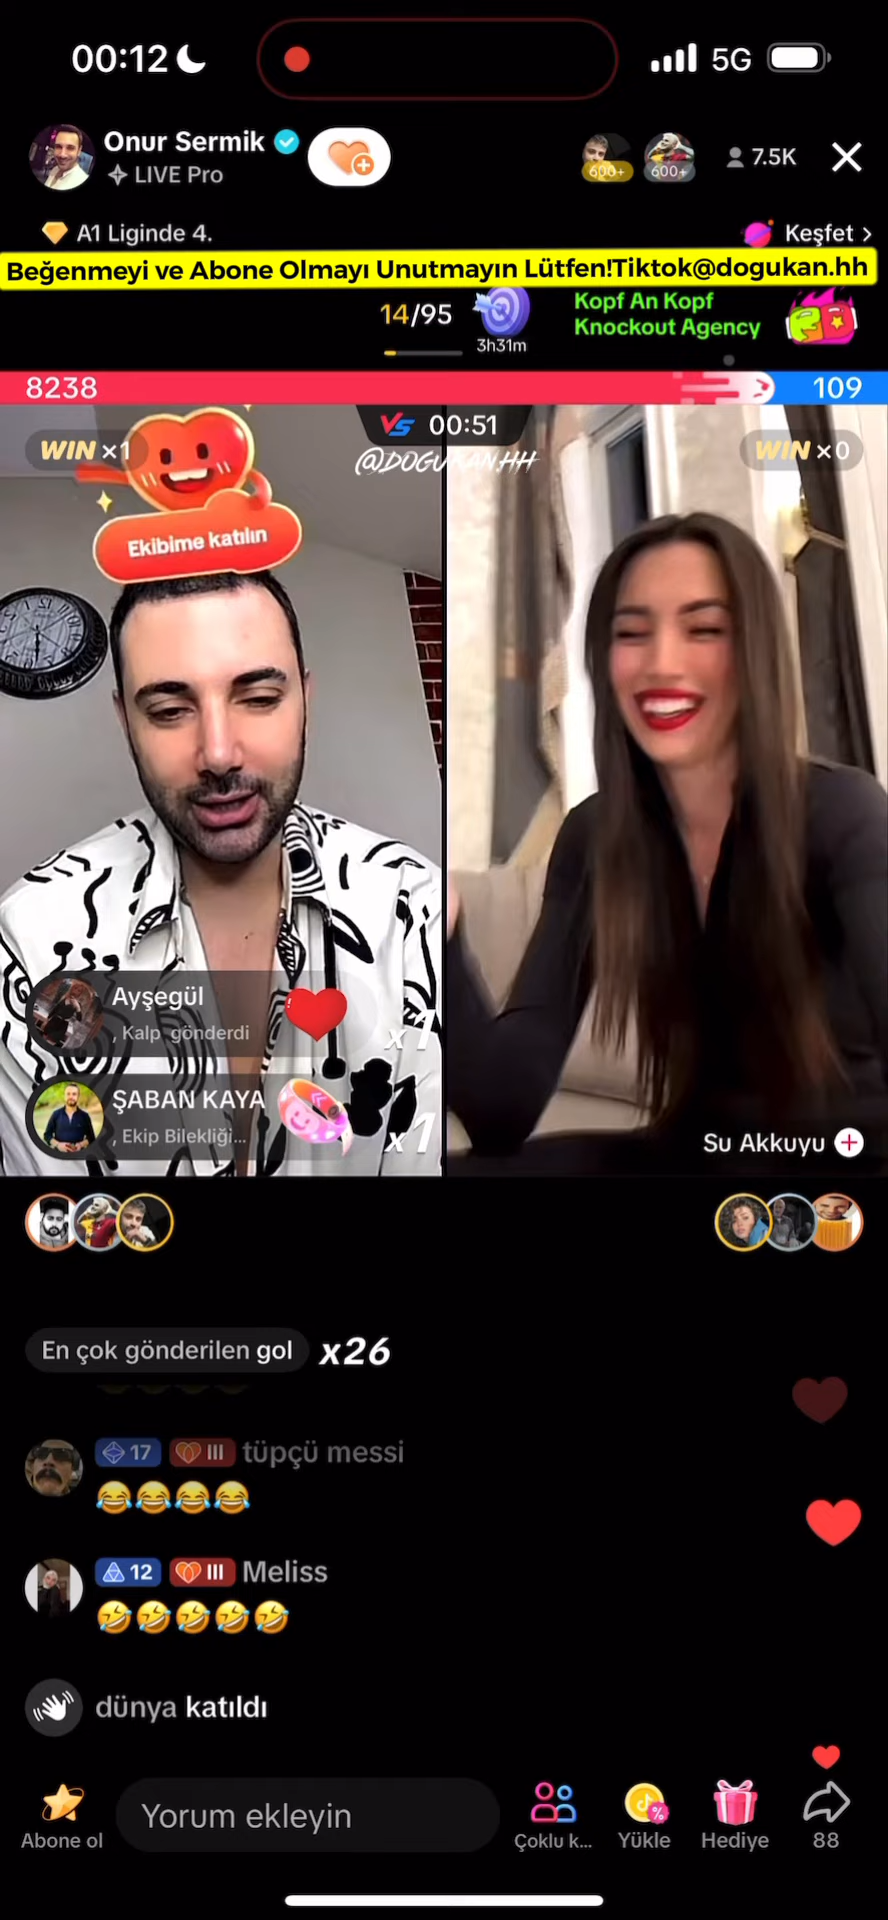 00:12
5G
Onur Sermik
LIVE Pro
600+
600+
7.5K
A1 Liginde 4.
Keşfet >
Beğenmeyi ve Abone Olmayı Unutmayın Lütfen!Tiktok@dogukan.hh
14/95
3h31m
Kopf An Kopf
Knockout Agency
8238
109
VS 00:51
WIN x1
WIN x0
@DOGUKAN.HH
Ekibime katılın
Ayşegül
, Kalp gönderdi
x1
ŞABAN KAYA
, Ekip Bilekliği...
x1
Su Akkuyu
En çok gönderilen gol x26
17 III tüpçü messi
😂😂😂😂
12 III Meliss
🤣🤣🤣🤣🤣
dünya katıldı
Abone ol
Yorum ekleyin
Çoklu k...
Yükle
Hediye
88